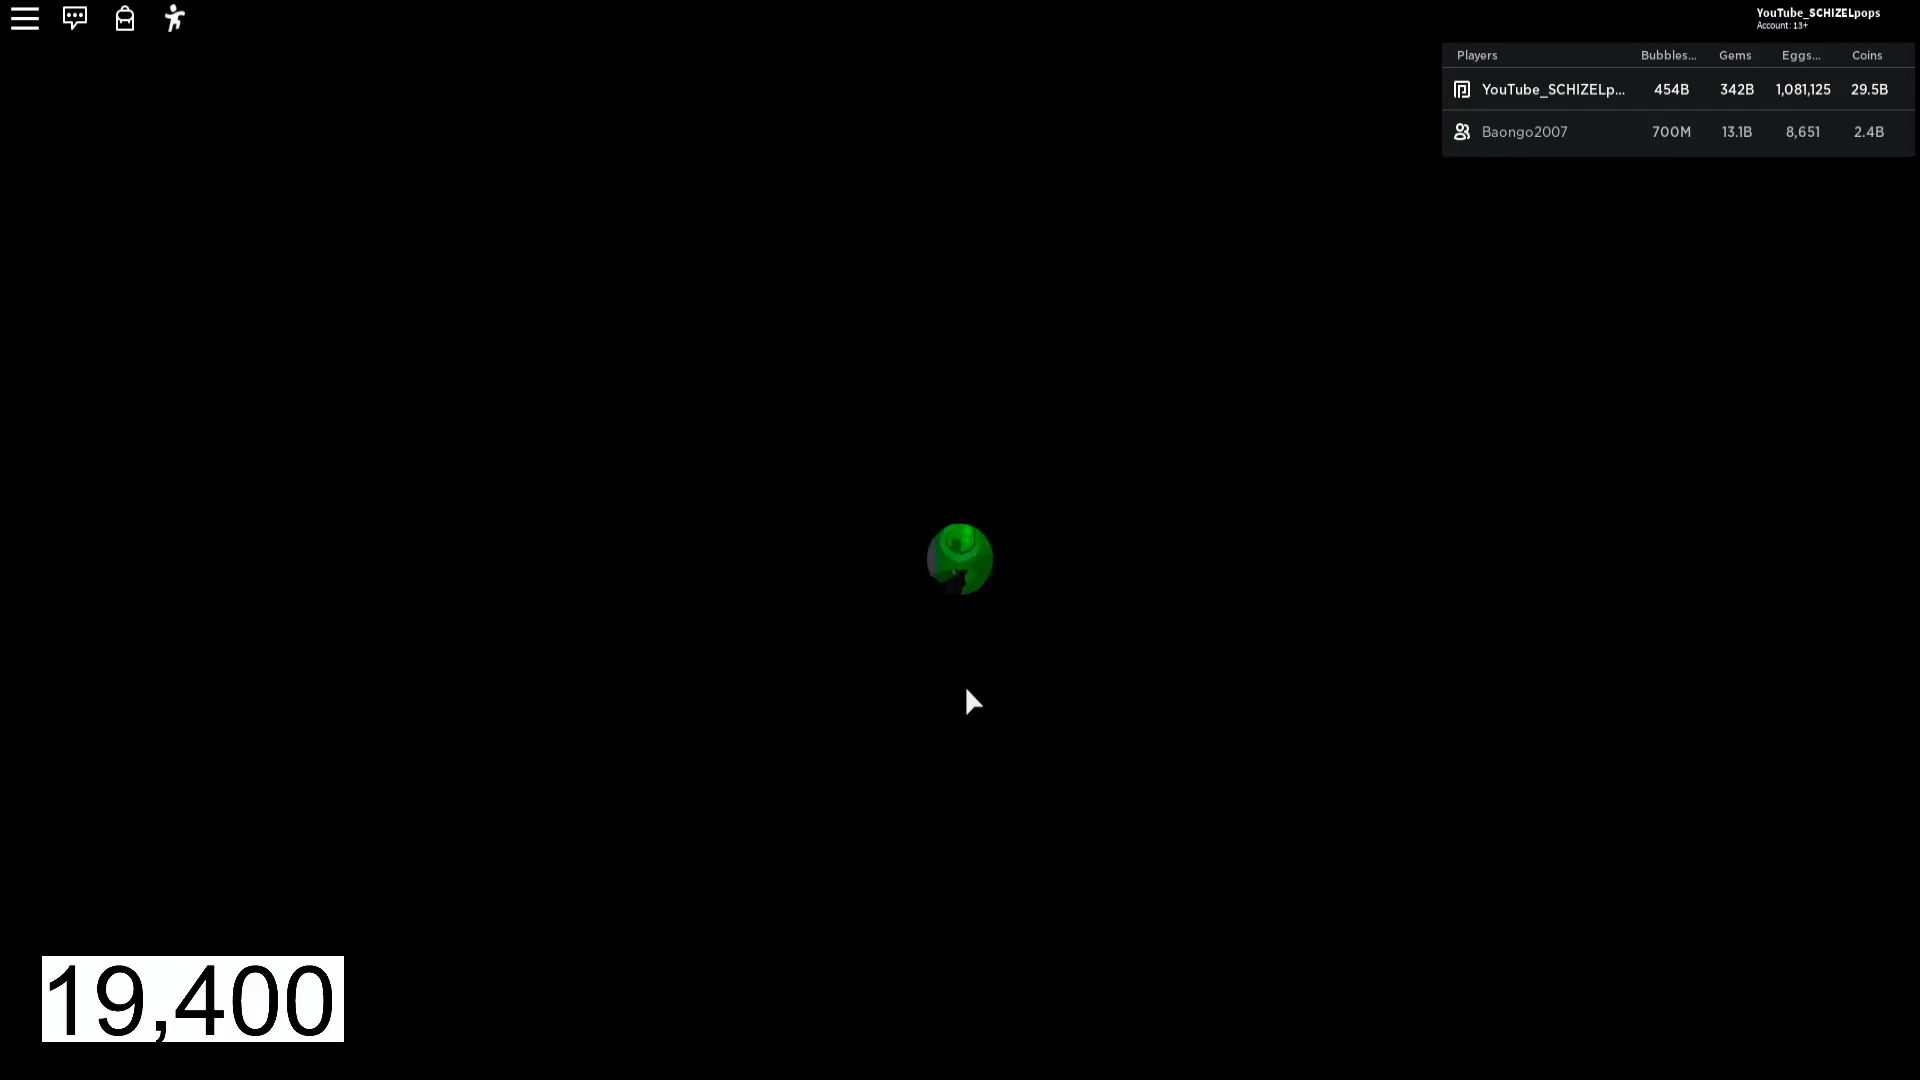 YouTube_SCHIZELpops
Account: 13+
Players Bubbles... Gems Eggs... Coins
YouTube_SCHIZELp... 454B 342B 1,081,125 29.5B
Baongo2007 700M 13.1B 8,651 2.4B
19,400